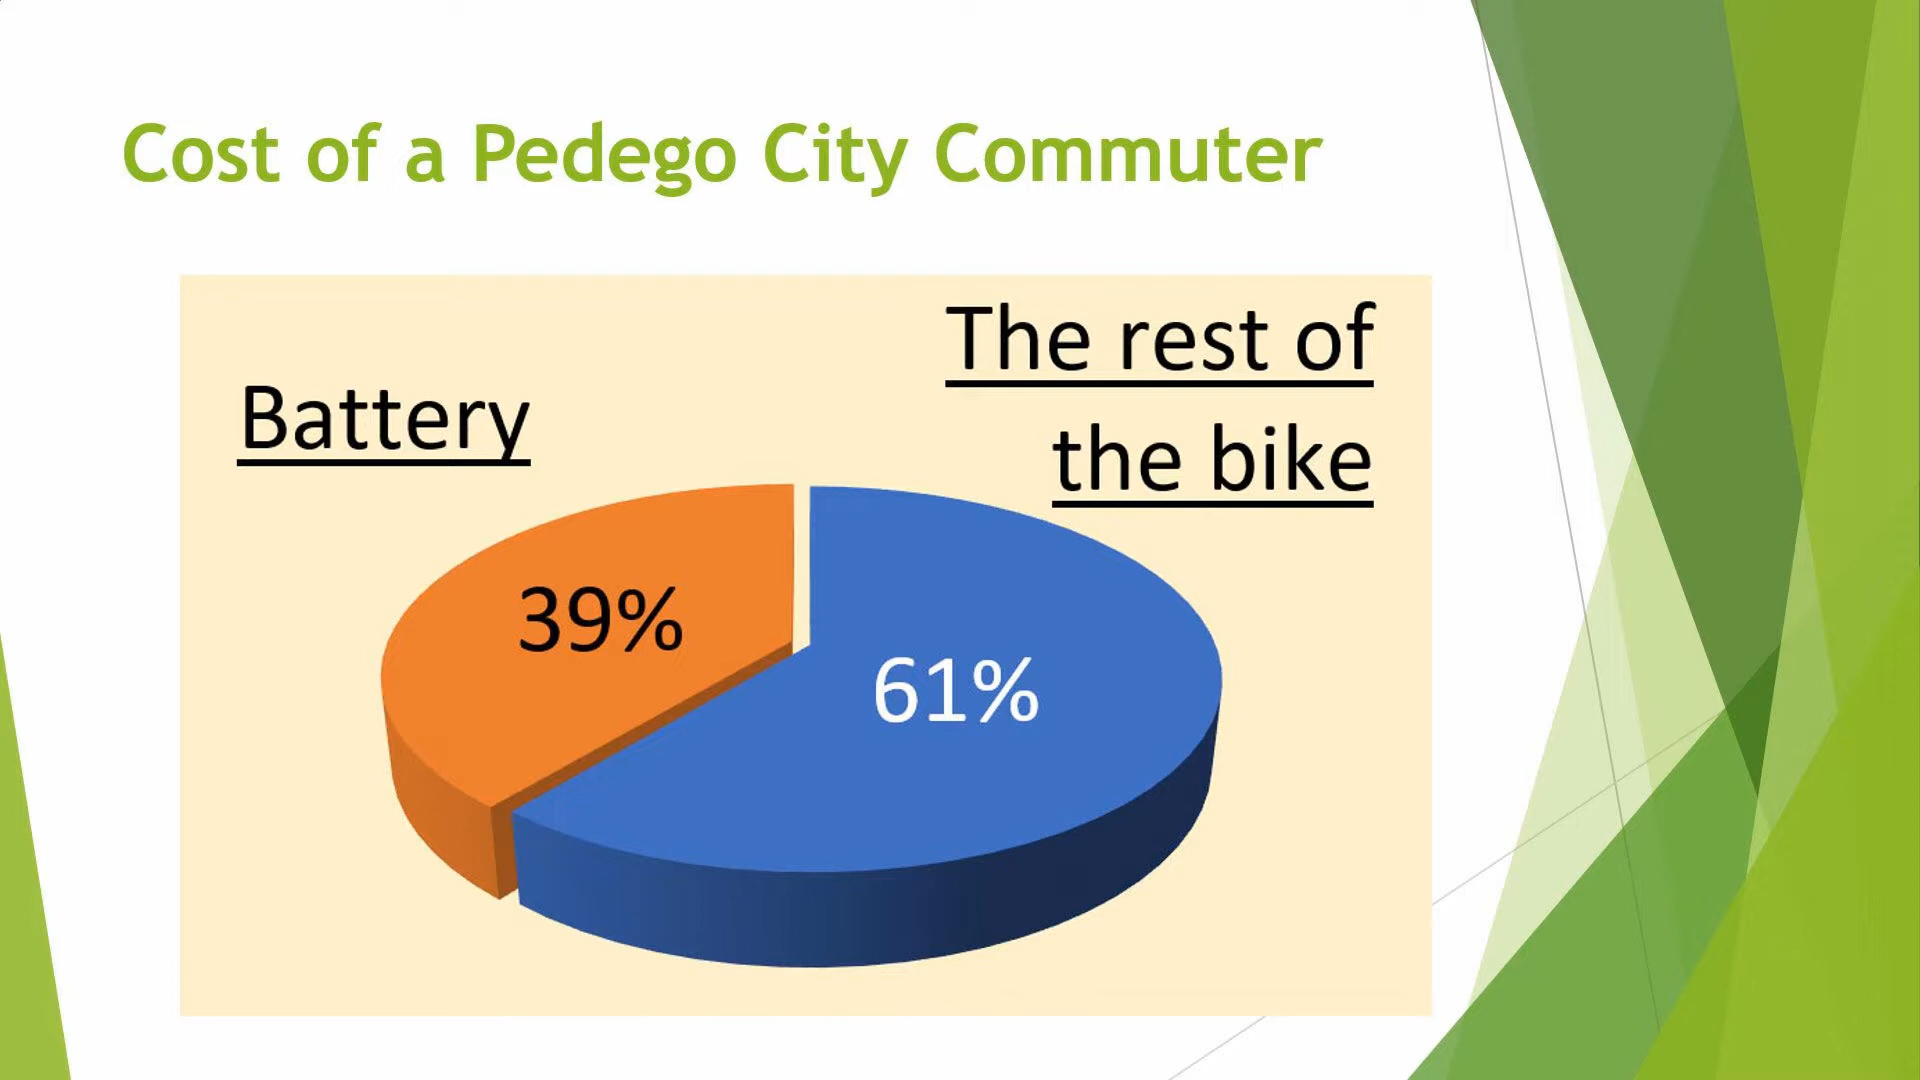 Cost of a Pedego City Commuter
Battery
The rest of
the bike
39%
61%